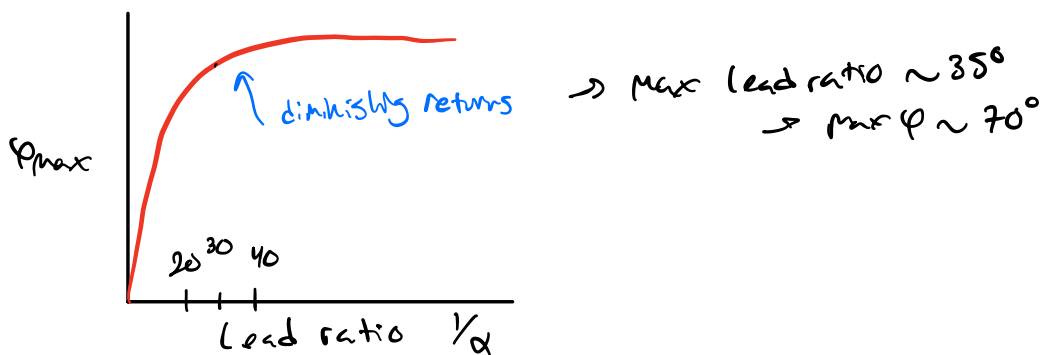 → Max lead ratio ~ 35°
→ Max φ ~ 70°
diminishing returns
φmax
20 30 40
Lead ratio 1/α